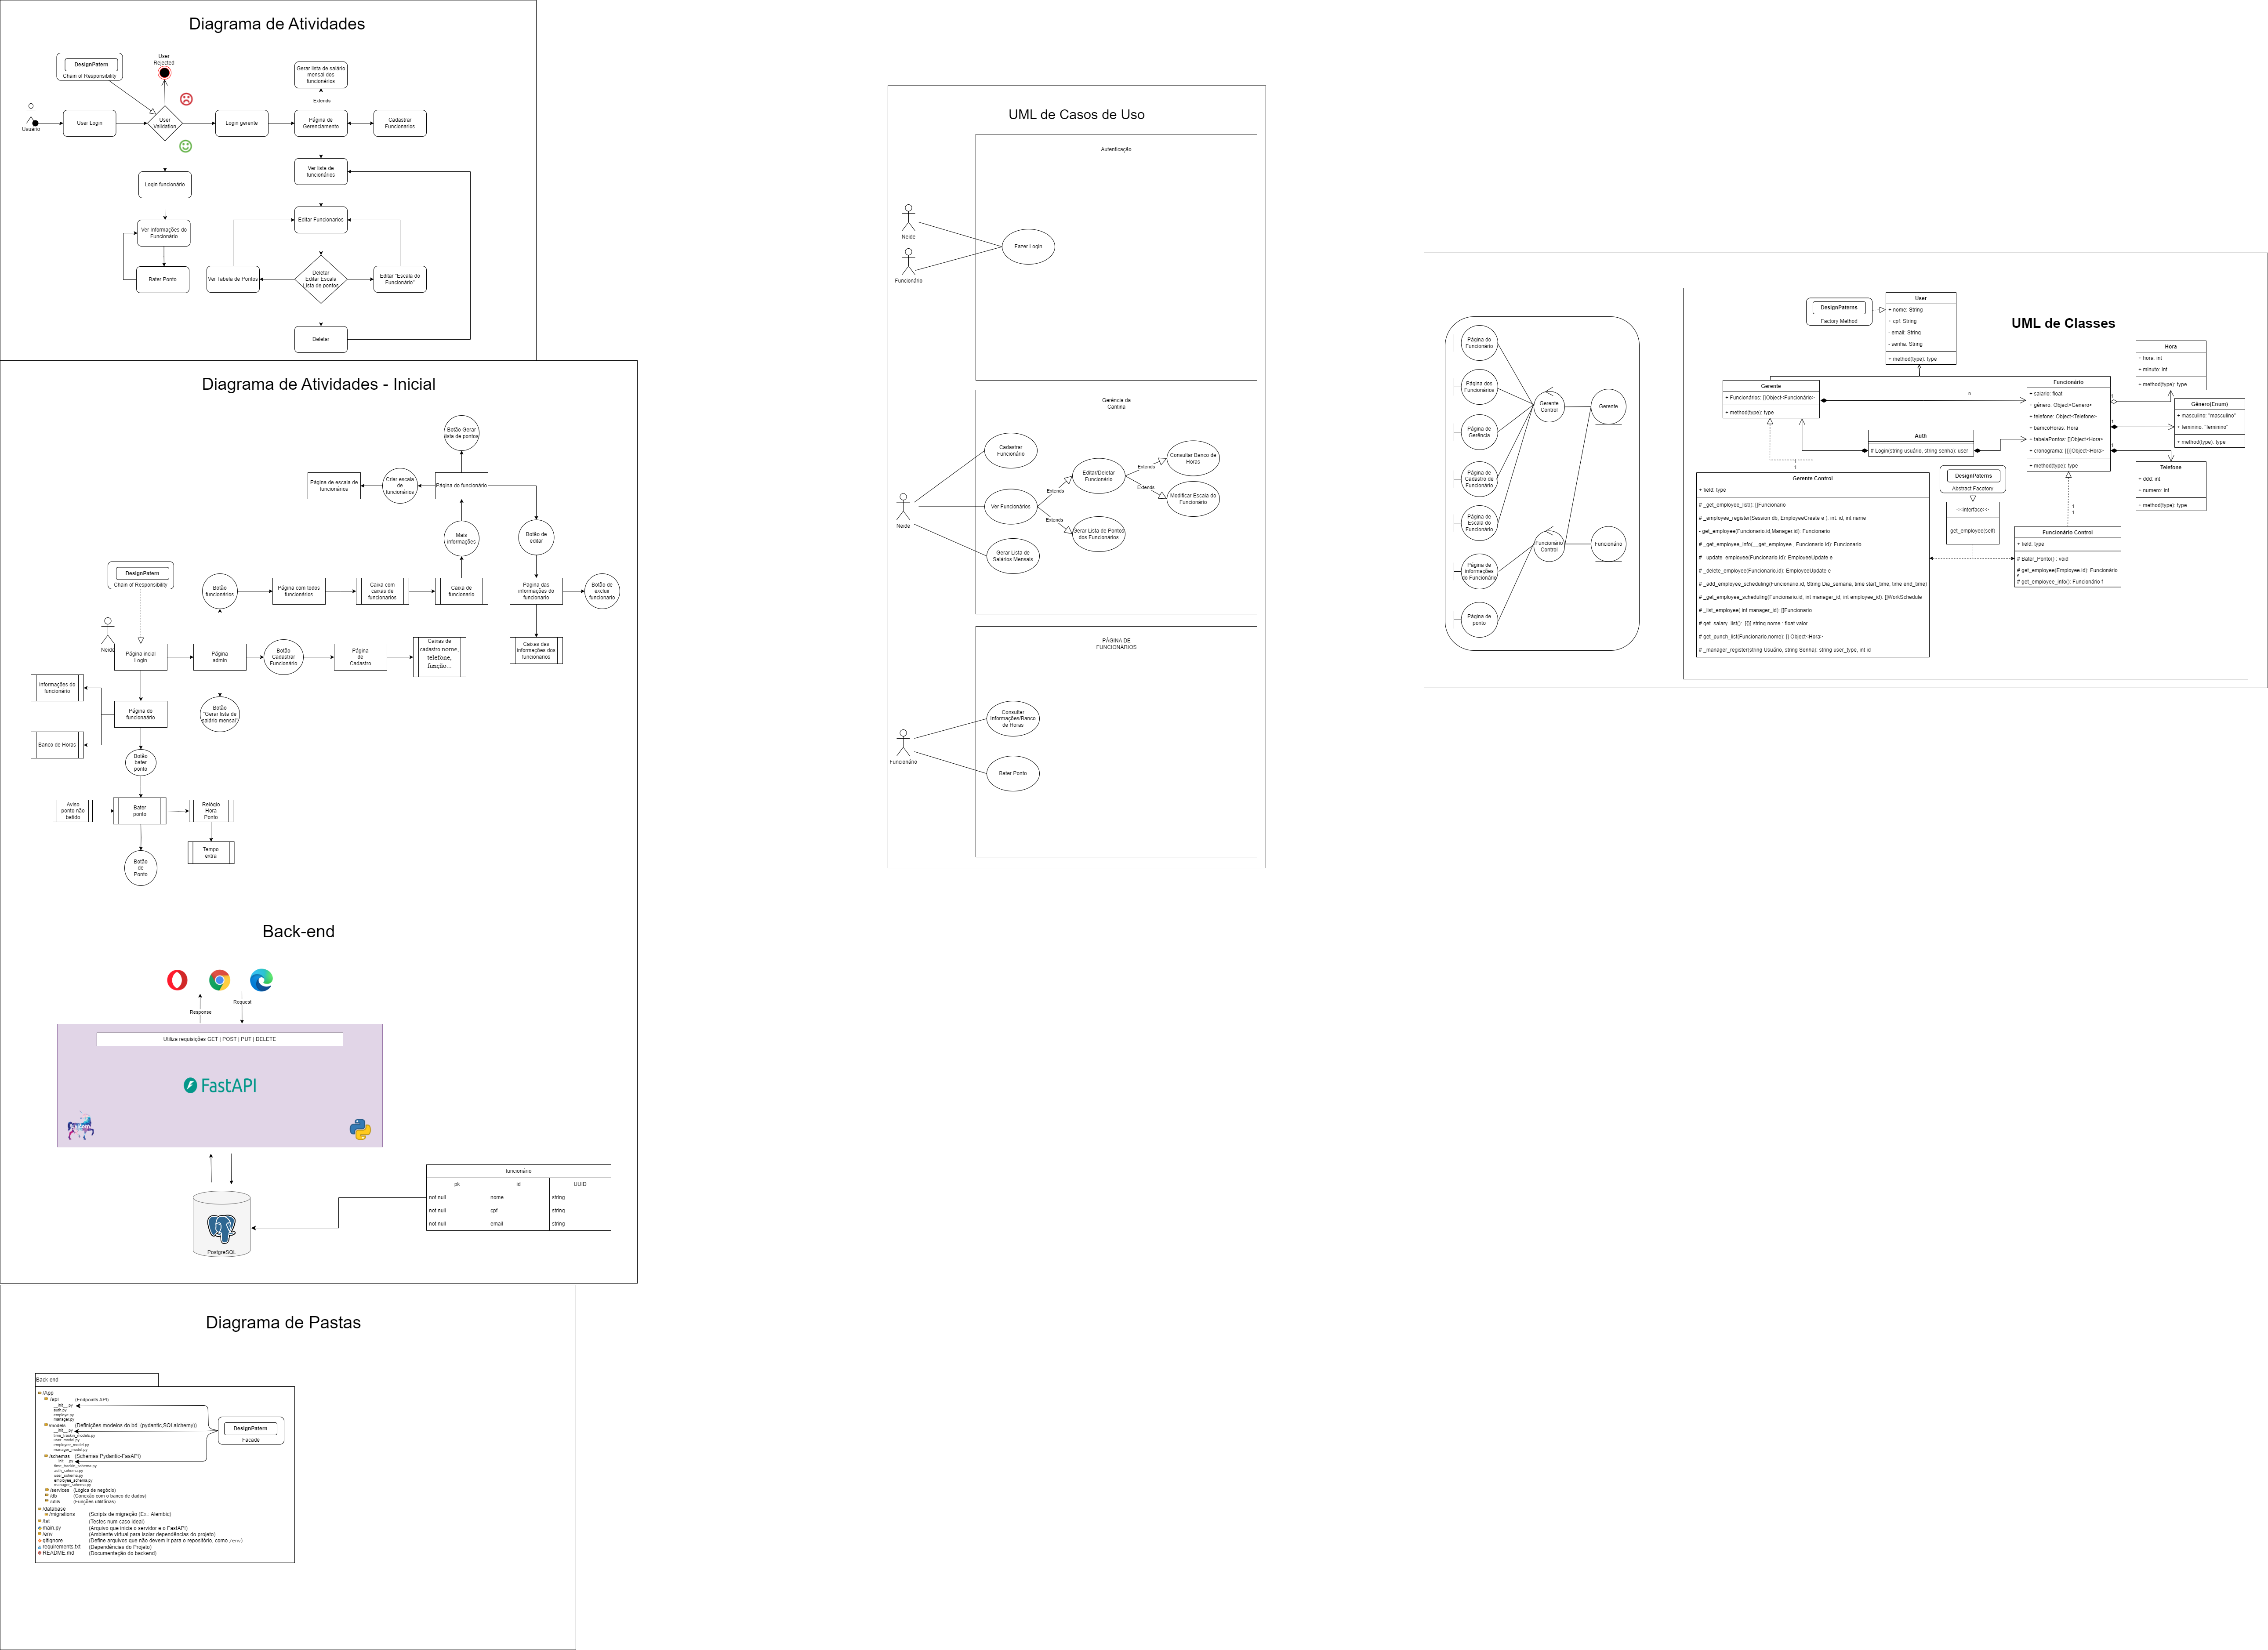 Diagrama de Atividades
DesignPatern
Chain of Responsibility
User
Rejected
Gerar lista de salário
mensal dos
funcionários
Extends
Usuário
User Login
User
Validation
Login gerente
Página de
Gerenciamento
Cadastrar
Funcionarios
Ver lista de
funcionários
Login funcionário
Editar Funcionarios
Ver Informações do
Funcionário
Bater Ponto
Ver Tabela de Pontos
Deletar
Editar Escala
Lista de pontos
Editar "Escala do
Funcionário"
Deletar
Diagrama de Atividades - Inicial
Botão Gerar
lista de pontos
Página de escala de
funcionários
Criar escala
de
funcionários
Página do funcionário
Mais
informações
Botão de
editar
DesignPatern
Chain of Responsibility
Botão
funcionários
Página com todos
funcionários
Caixa com
caixas de
funcionarios
Caixa de
funcionario
Pagina das
informações do
funcionario
Botão de
excluir
funcionario
Neide
Página incial
Login
Página
admin
Botão
Cadastrar
Funcionário
Página
de
Cadastro
Caixas de
cadastro nome,
telefone,
função...
Caixas das
informações dos
funcionarios
Informações do
funcionário
Página do
funcionaário
Botão
"Gerar lista de
salário mensal"
Banco de Horas
Botão
bater
ponto
Aviso
ponto não
batido
Bater
ponto
Relógio
Hora
Ponto
Tempo
extra
Botão
de
Ponto
Back-end
Response
Request
Utiliza requisições GET | POST | PUT | DELETE
FastAPI
PostgreSQL
funcionário
pk id UUID
not null nome string
not null cpf string
not null email string
Diagrama de Pastas
Back-end
/App
/api (Endpoints API)
__init__.py
auth.py
employe.py
manager.py
/models (Definições modelos do bd (pydantic;SQLalchemy))
__init__.py
time_trackin_models.py
user_model.py
employee_model.py
manager_model.py
/schemas (Schemas Pydantic-FasAPI)
__init__.py
time_trackin_schema.py
auth_schema.py
user_schema.py
employee_schema.py
manager_schema.py
/services (Lógica de negócio)
/db (Conexão com o banco de dados)
/utils (Funções utilitárias)
/database
/migrations (Scripts de migração (Ex.: Alembic)
/tst (Testes num caso ideal)
main.py (Arquivo que inicia o servidor e o FastAPI)
/env (Ambiente virtual para isolar dependências do projeto)
gitignore (Define arquivos que não devem ir para o repositório, como /env)
requirements.txt (Dependências do Projeto)
README.md (Documentação do backend)
DesignPatern
Facade
UML de Casos de Uso
Autenticação
Neide
Funcionário
Fazer Login
Gerência da
Cantina
Cadastrar
Funcionário
Ver Funcionários
Gerar Lista de
Salários Mensais
Neide
Extends
Extends
Editar/Deletar
Funcionário
Gerar Lista de Pontos
dos Funcionários
Extends
Extends
Consultar Banco de
Horas
Modificar Escala do
Funcionário
PÁGINA DE
FUNCIONÁRIOS
Consultar
Informações/Banco
de Horas
Funcionário
Bater Ponto
Página do
Funcionário
Página dos
Funcionários
Página de
Gerência
Página de
Cadastro de
Funcionário
Página de
Escala do
Funcionário
Página de
informações
do Funcionário
Página de
ponto
Gerente
Control
Funcionário
Control
Gerente
Funcionário
UML de Classes
DesignPaterns
Factory Method
User
+ nome: String
+ cpf: String
- email: String
- senha: String
+ method(type): type
Gerente
+ Funcionários: []Object<Funcionário>
+ method(type): type
n
Auth
# Login(string usuário, string senha): user
Funcionário
+ salario: float
+ gênero: Object<Genero>
+ telefone: Object<Telefone>
+ bamcoHoras: Hora
+ tabelaPontos: []Object<Hora>
+ cronograma: [[]]Object<Hora>
+ method(type): type
1
1
1
Hora
+ hora: int
+ minuto: int
+ method(type): type
Gênero(Enum)
+ masculino: "masculino"
+ feminino: "feminino"
+ method(type): type
Telefone
+ ddd: int
+ numero: int
+ method(type): type
1
Gerente Control
+ field: type
# _get_employee_list(): []Funcionario
# _employee_register(Session db, EmployeeCreate e ): int: id, int name
- get_employee(Funcionario.id,Manager.id): Funcionario
# _get_employee_info(__get_employee , Funcionario.id): Funcionario
# _update_employee(Funcionario.id): EmployeeUpdate e
# _delete_employee(Funcionario.id): EmployeeUpdate e
# _add_employee_scheduling(Funcionario.id, String Dia_semana, time start_time, time end_time)
# _get_employee_scheduling(Funcionario.id, int manager_id, int employee_id): []WorkSchedule
# _list_employee( int manager_id): []Funcionario
# get_salary_list(): [{}] string nome : float valor
# get_punch_list(Funcionario.nome): [] Object<Hora>
# _manager_register(string Usuário, string Senha): string user_type, int id
DesignPaterns
Abstract Facotory
<<interface>>
get_employee(self)
1
1
Funcionário Control
+ field: type
# Bater_Ponto() : void
# get_employee(Employee.id): Funcionário
f
# get_employee_info(): Funcionário f